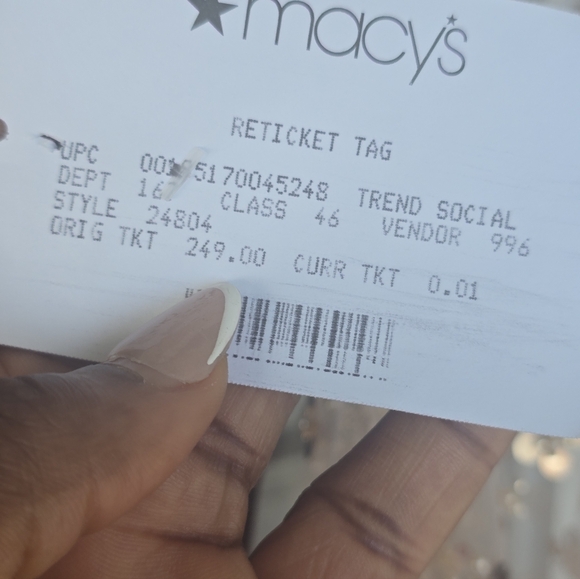 ★macy's
RETICKET TAG
UPC TREND SOCIAL
DEPT CLASS 46 VENDOR 996
STYLE 24804
ORIG TKT 249.00 CURR TKT 0.01